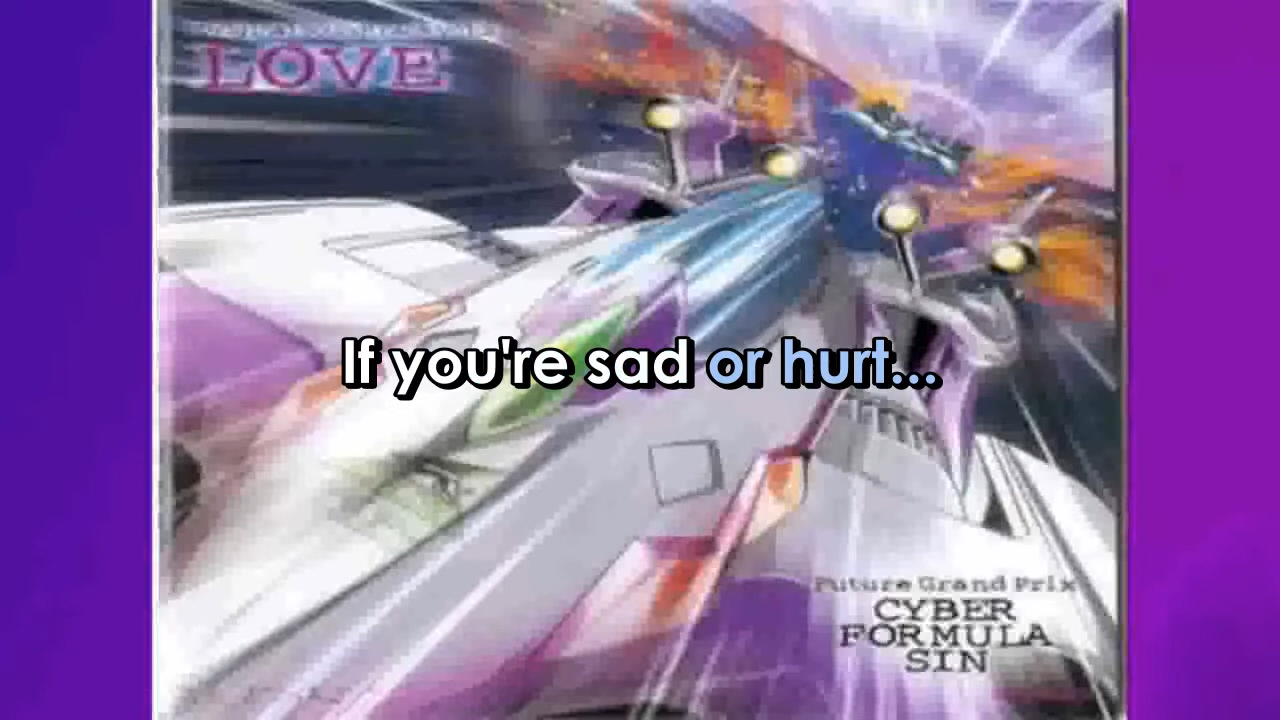 LOVE
If you're sad or hurt...
Future Grand Prix
CYBER
FORMULA
SIN